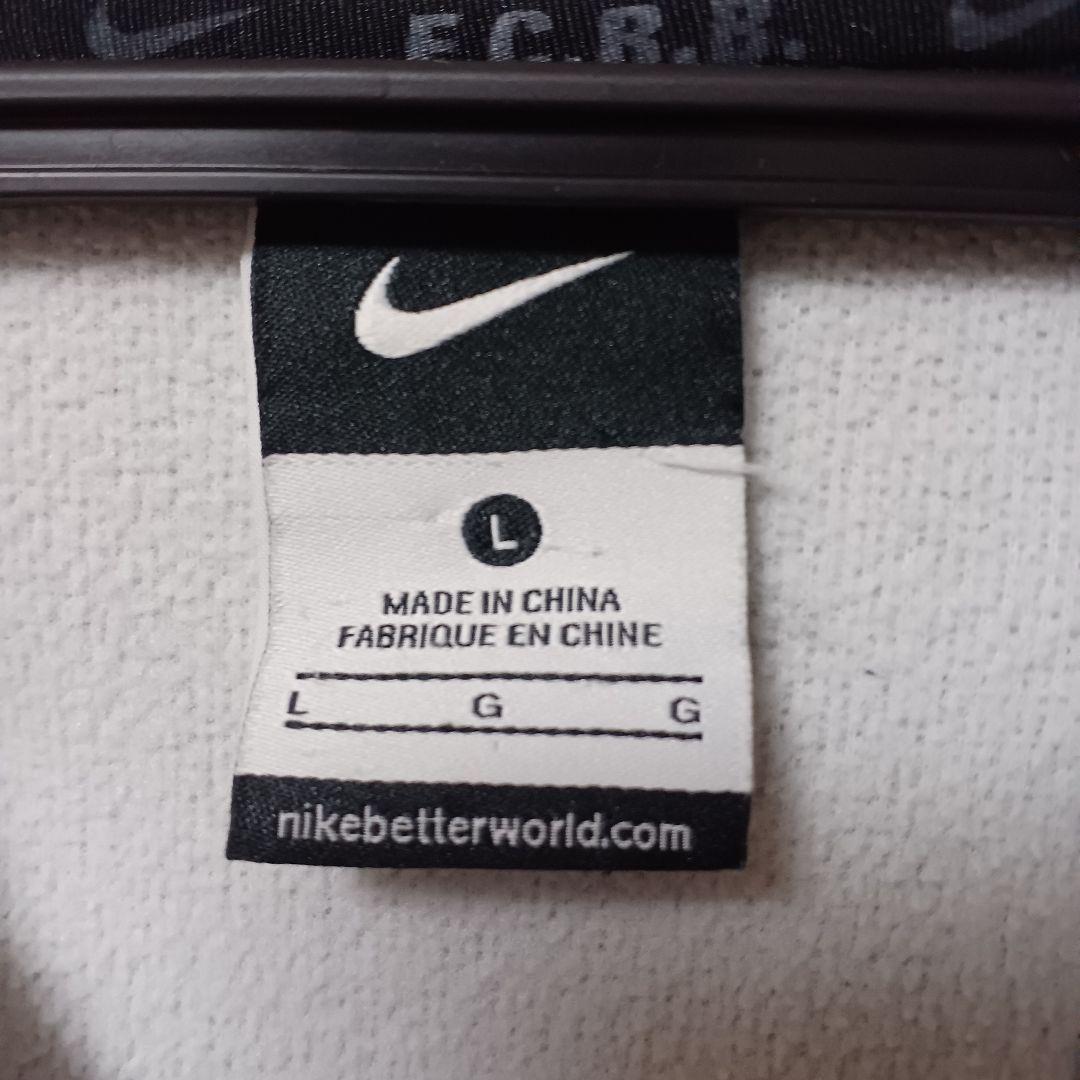 F.C.R.B.
L
MADE IN CHINA
FABRIQUE EN CHINE
L G G
nikebetterworld.com